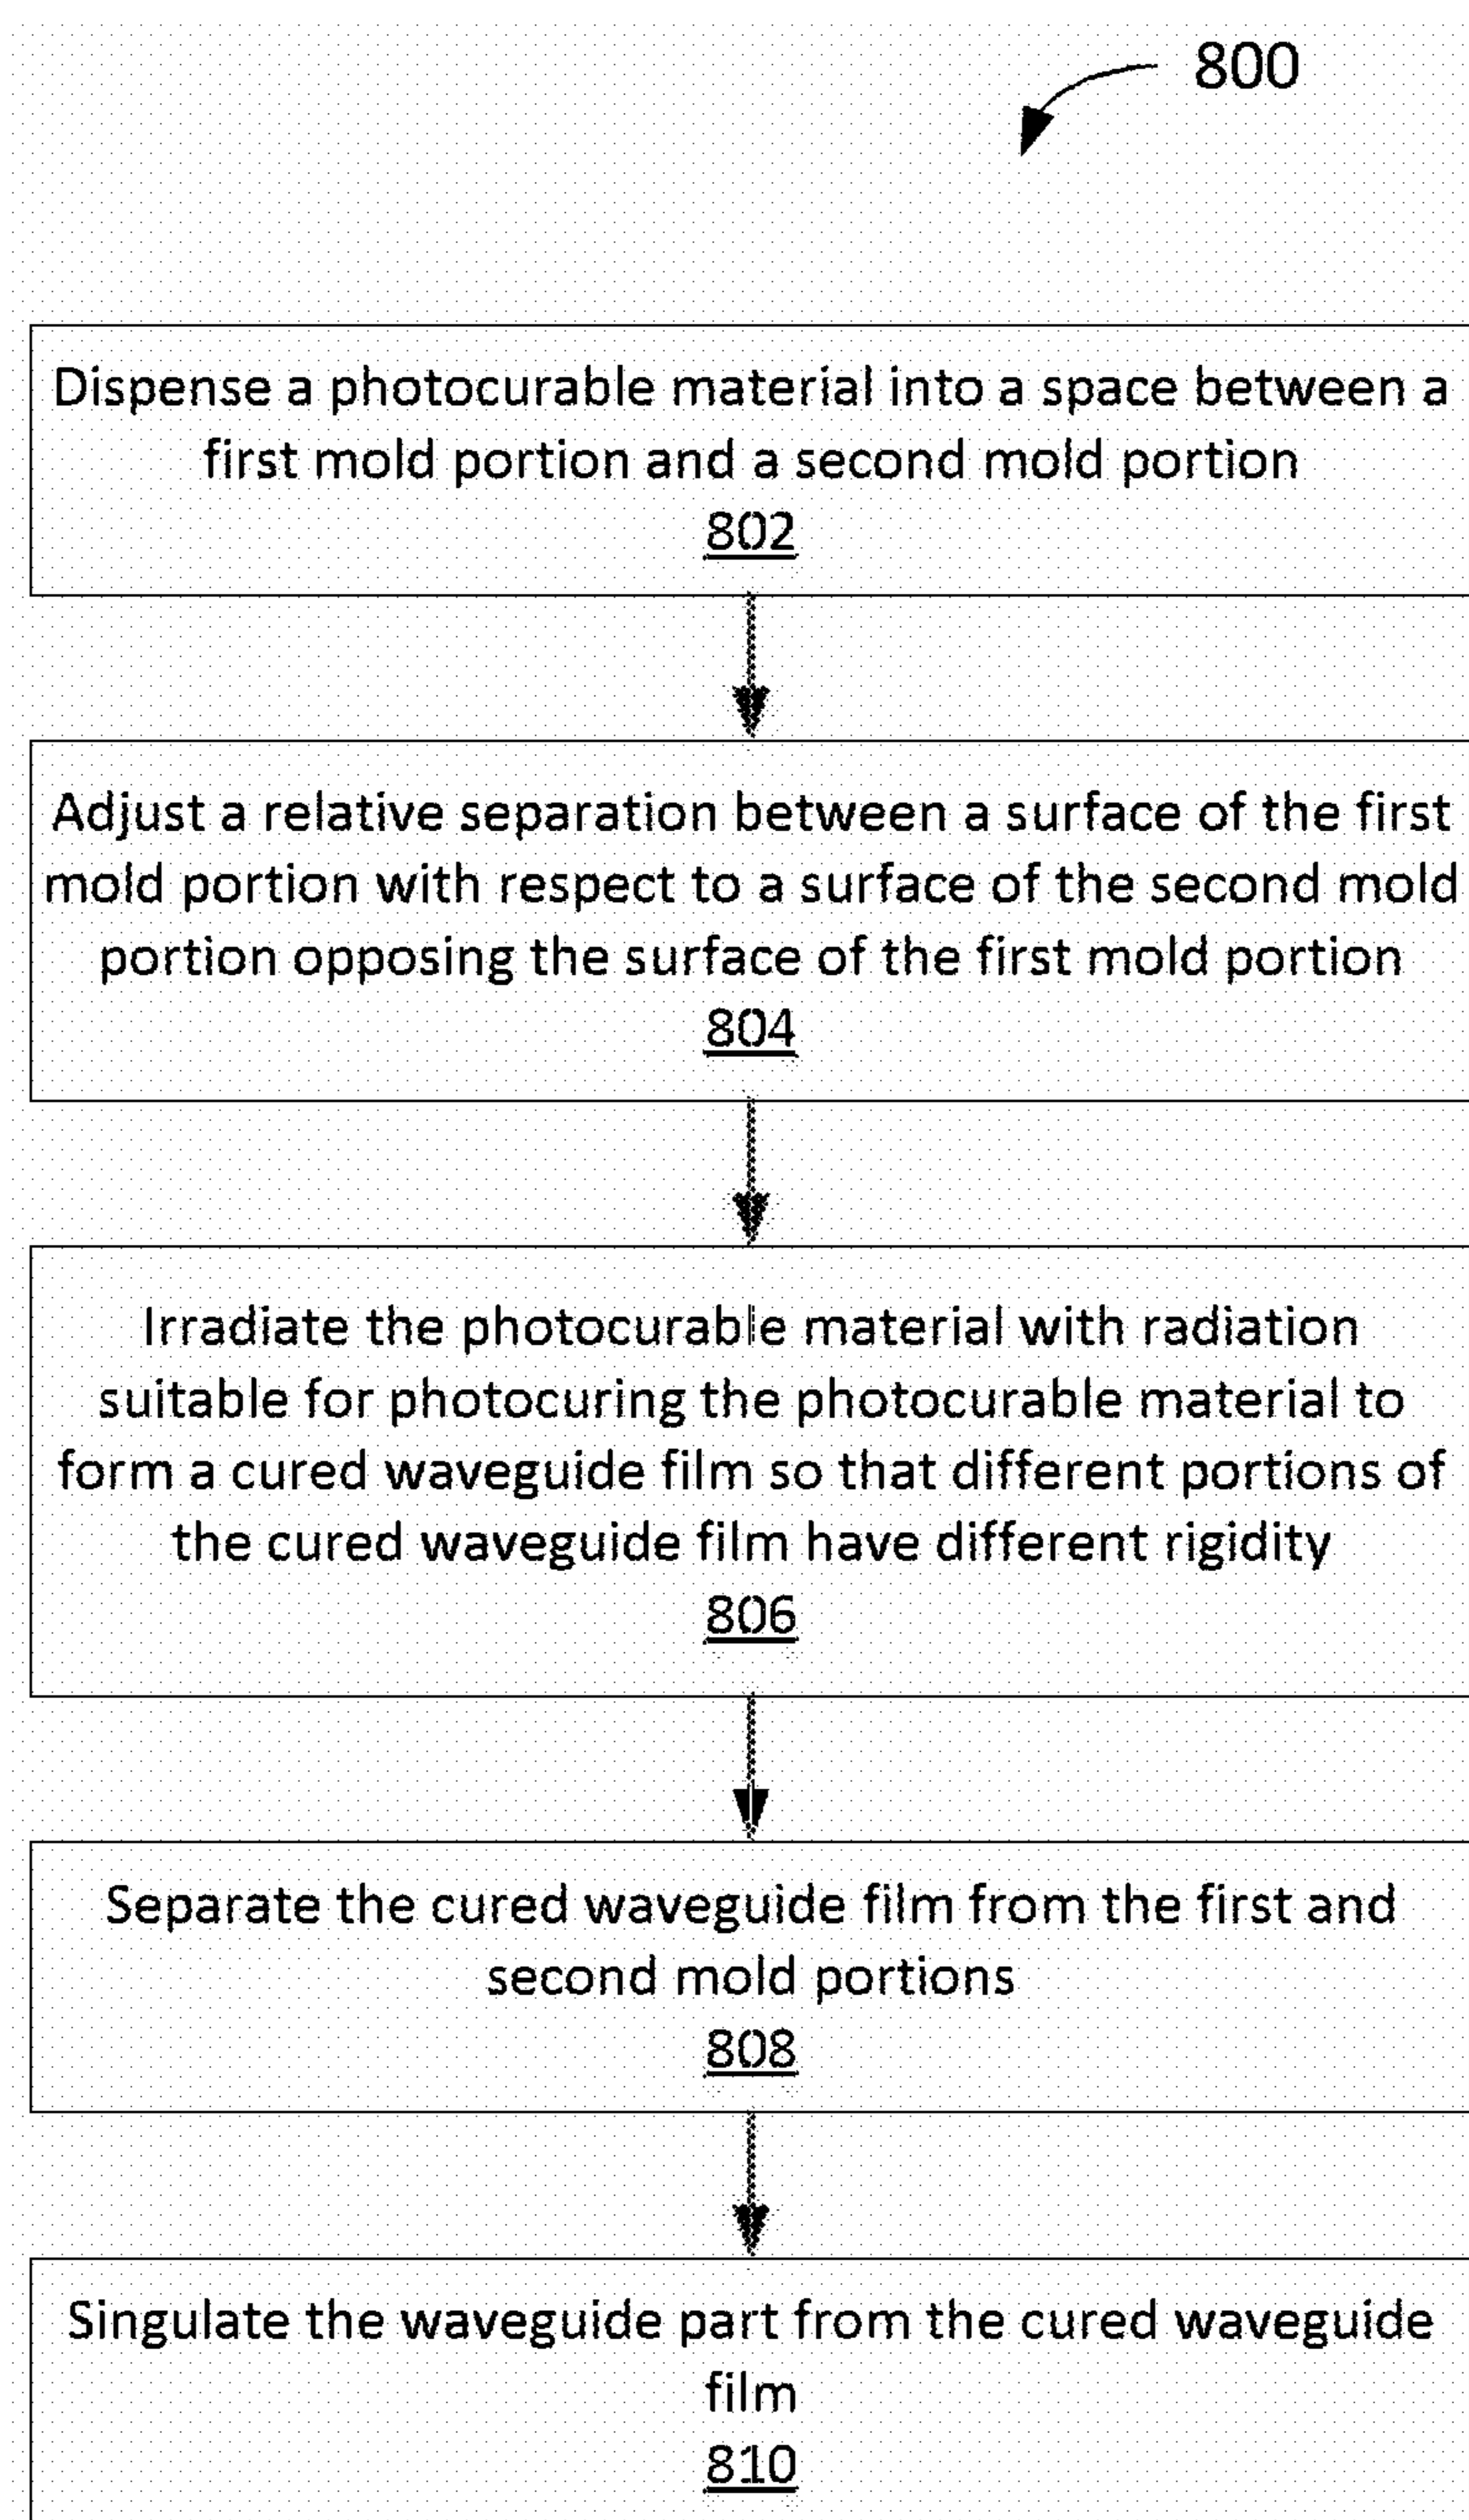 800
Dispense a photocurable material into a space between a
first mold portion and a second mold portion
802
Adjust a relative separation between a surface of the first
mold portion with respect to a surface of the second mold
portion opposing the surface of the first mold portion
804
Irradiate the photocurable material with radiation
suitable for photocuring the photocurable material to
form a cured waveguide film so that different portions of
the cured waveguide film have different rigidity
806
Separate the cured waveguide film from the first and
second mold portions
808
Singulate the waveguide part from the cured waveguide
film
810